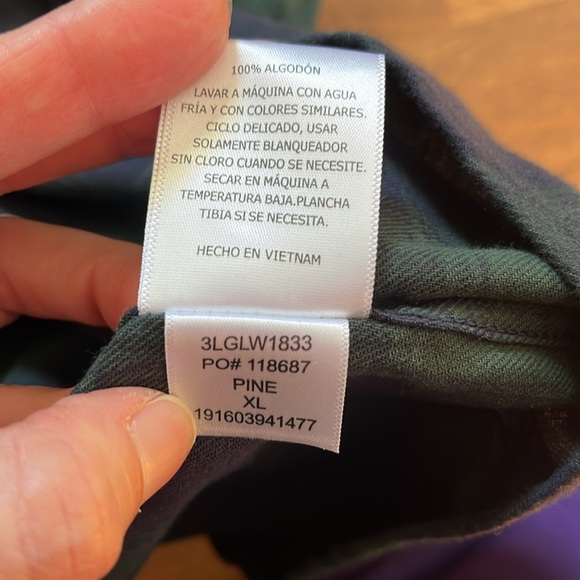 100% ALGODÓN
LAVAR A MÁQUINA CON AGUA
FRÍA Y CON COLORES SIMILARES.
CICLO DELICADO, USAR
SOLAMENTE BLANQUEADOR
SIN CLORO CUANDO SE NECESITE.
SECAR EN MÁQUINA A
TEMPERATURA BAJA.PLANCHA
TIBIA SI SE NECESITA.
HECHO EN VIETNAM
3LGLW1833
PO# 118687
PINE
XL
191603941477